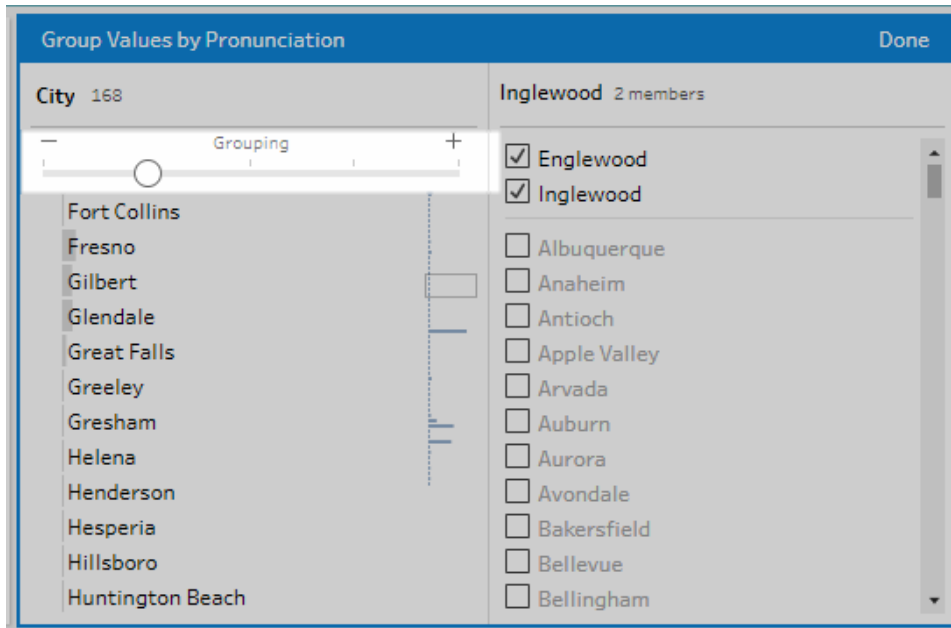 Group Values by Pronunciation Done
City 168
− Grouping +
Fort Collins
Fresno
Gilbert
Glendale
Great Falls
Greeley
Gresham
Helena
Henderson
Hesperia
Hillsboro
Huntington Beach
Inglewood 2 members
Englewood
Inglewood
Albuquerque
Anaheim
Antioch
Apple Valley
Arvada
Auburn
Aurora
Avondale
Bakersfield
Bellevue
Bellingham